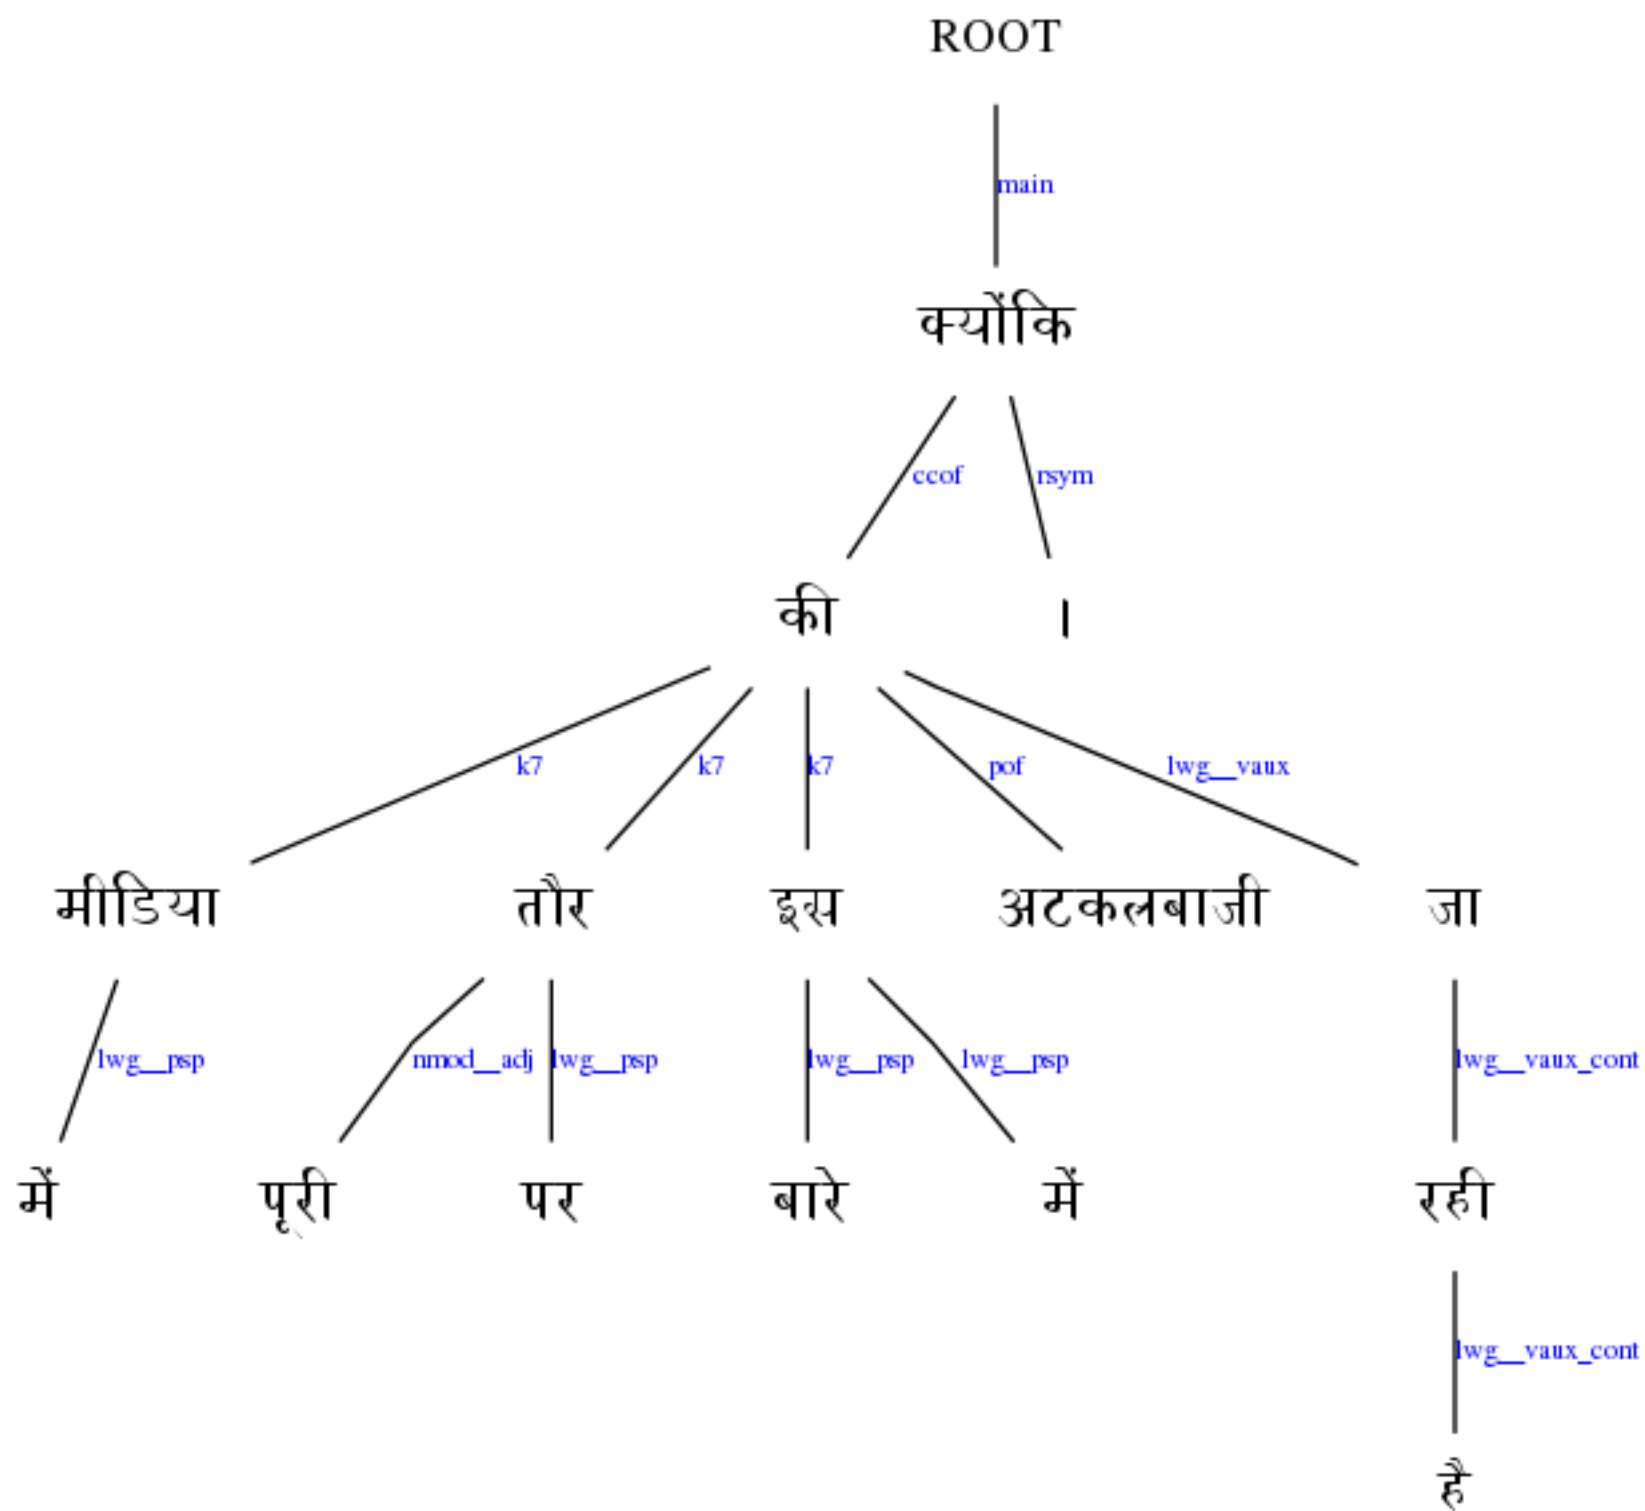 ROOT
main
क्योंकि
ccof rsym
की ।
k7 k7 k7 pof lwg__vaux
मीडिया तौर इस अटकलबाजी जा
lwg__psp nmod__adj lwg__psp lwg__psp lwg__psp lwg__vaux_cont
में पूरी पर बारे में रही
lwg__vaux_cont
है